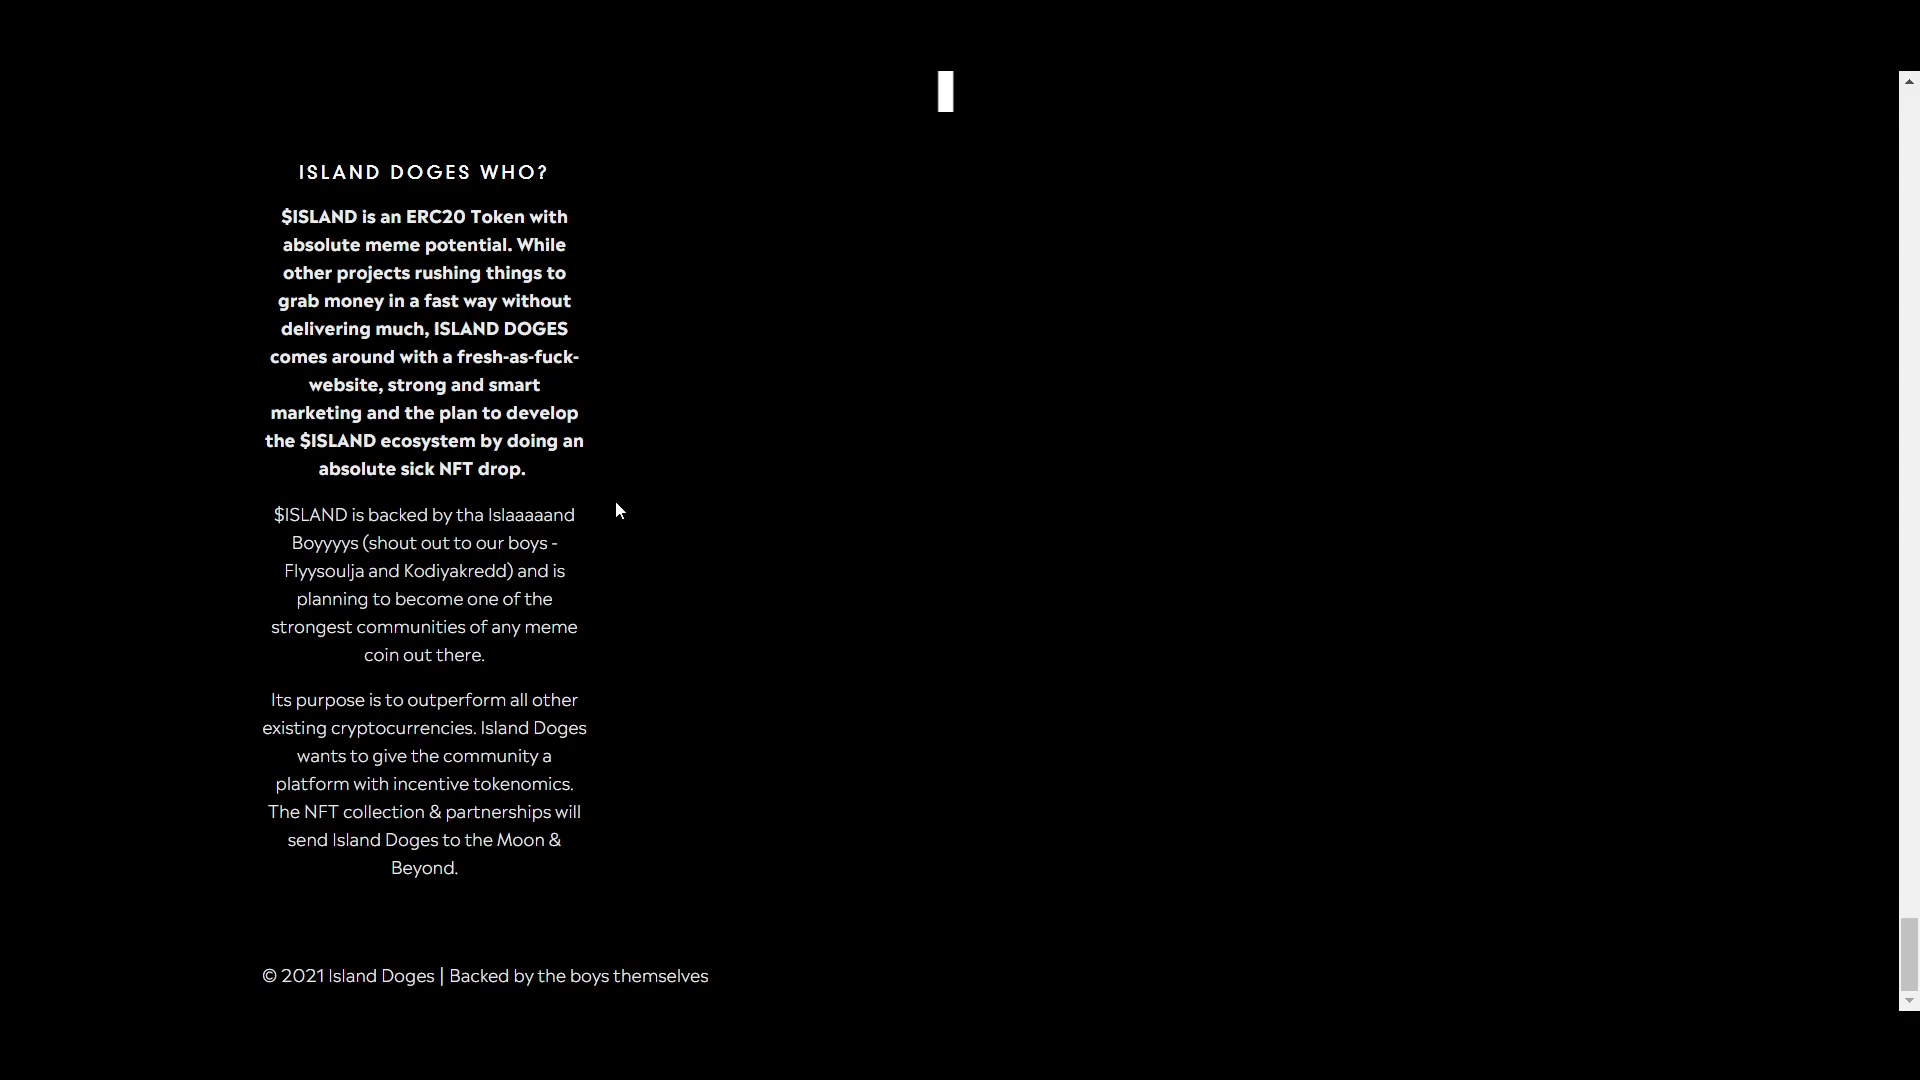 ISLAND DOGES WHO?
$ISLAND is an ERC20 Token with
absolute meme potential. While
other projects rushing things to
grab money in a fast way without
delivering much, ISLAND DOGES
comes around with a fresh-as-fuck-
website, strong and smart
marketing and the plan to develop
the $ISLAND ecosystem by doing an
absolute sick NFT drop.
$ISLAND is backed by tha Islaaaaand
Boyyyys (shout out to our boys -
Flyysoulja and Kodiyakredd) and is
planning to become one of the
strongest communities of any meme
coin out there.
Its purpose is to outperform all other
existing cryptocurrencies. Island Doges
wants to give the community a
platform with incentive tokenomics.
The NFT collection & partnerships will
send Island Doges to the Moon &
Beyond.
© 2021 Island Doges | Backed by the boys themselves